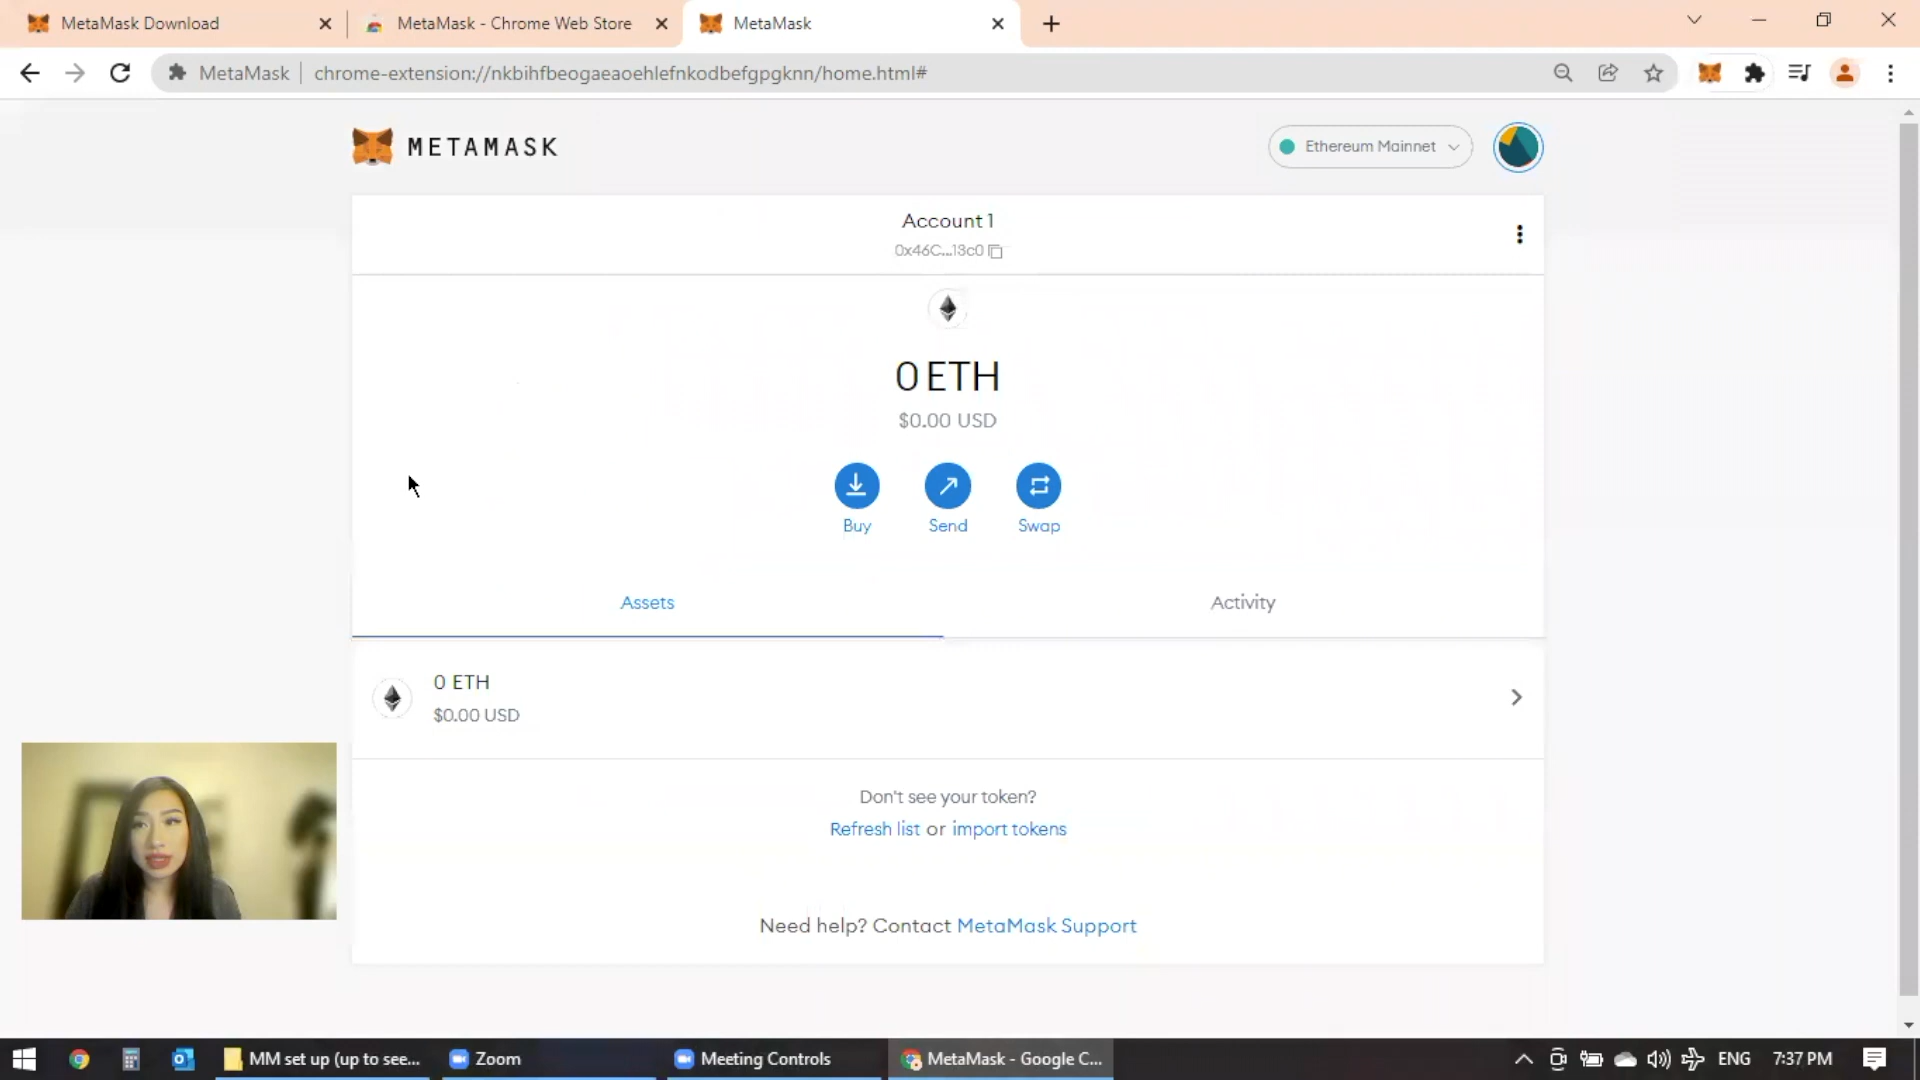 MetaMask Download
MetaMask - Chrome Web Store
MetaMask
MetaMask
chrome-extension://nkbihfbeogaeaoehlefnkodbefgpgknn/home.html#
METAMASK
Ethereum Mainnet
Account 1
0x46C...13c0
0 ETH
$0.00 USD
Buy
Send
Swap
Assets
Activity
0 ETH
$0.00 USD
Don't see your token?
Refresh list or import tokens
Need help? Contact MetaMask Support
MM set up (up to see...
Zoom
Meeting Controls
MetaMask - Google C...
ENG
7:37 PM